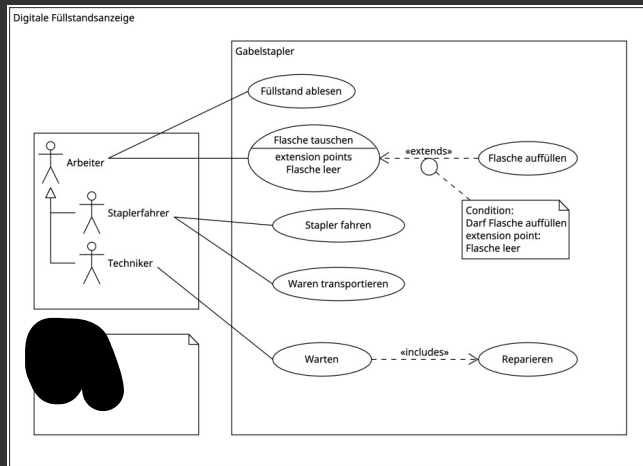 Digitale Füllstandsanzeige
Gabelstapler
Füllstand ablesen
Flasche tauschen
extension points
Flasche leer
«extends»
Flasche auffüllen
Arbeiter
Condition:
Darf Flasche auffüllen
extension point:
Flasche leer
Staplerfahrer
Stapler fahren
Techniker
Waren transportieren
Warten
«includes»
Reparieren